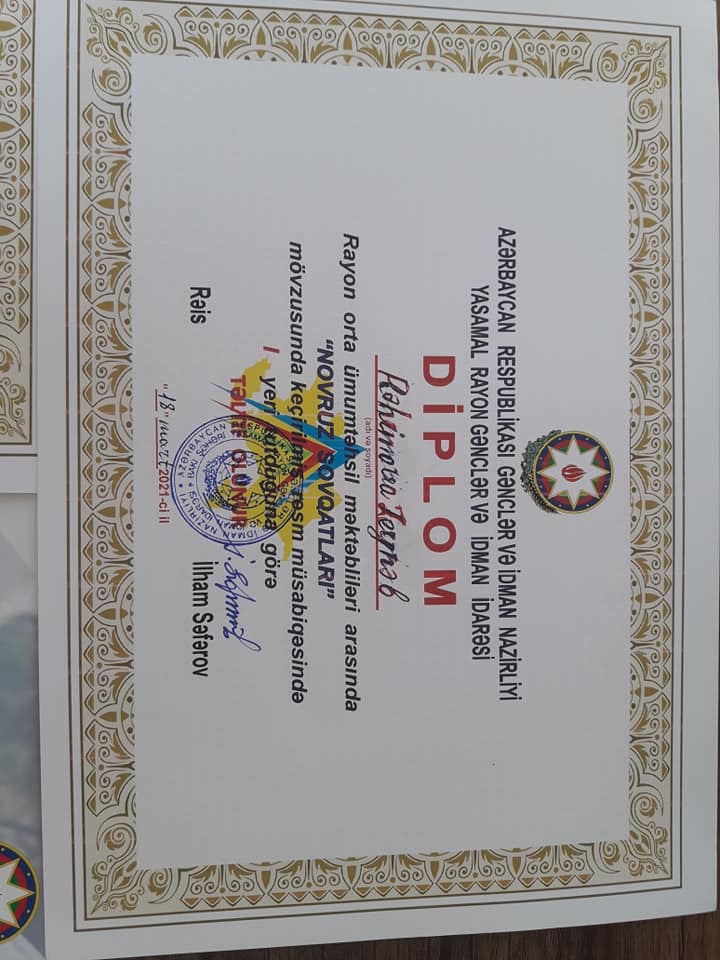 AZƏRBAYCAN RESPUBLİKASI GƏNCLƏR VƏ İDMAN NAZİRLİYİ
YASAMAL RAYON GƏNCLƏR VƏ İDMAN İDARƏSİ
DİPLOM
Rəhimova Zeynəb
(adı və soyadı)
Rayon orta ümumtəhsil məktəbliləri arasında
"NOVRUZ SOVQATLARI"
mövzusunda keçirilmiş rəsm müsabiqəsində
I yeri tutduğuna görə
TƏLTİF OLUNUR
Rəis İlham Səfərov
"18" mart 2021-ci il